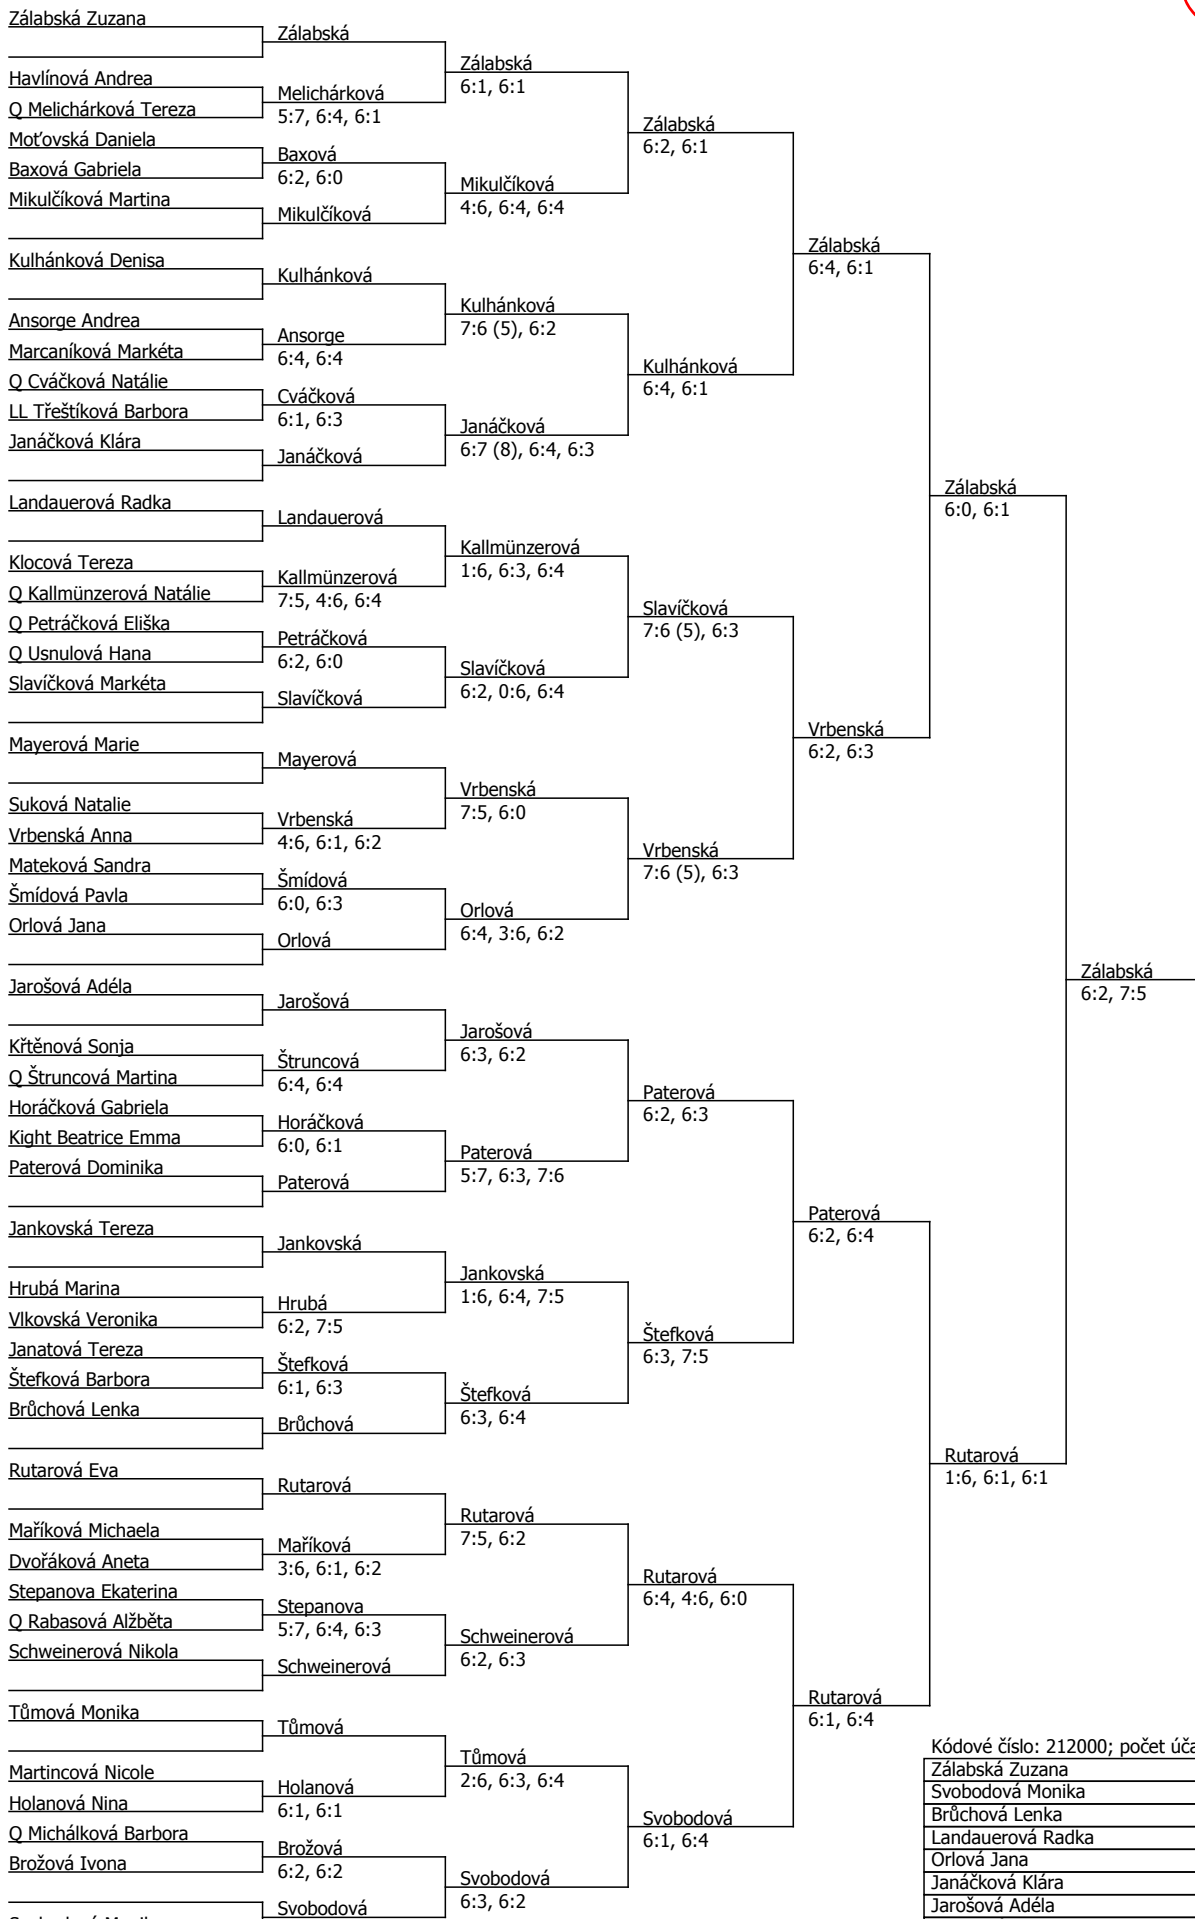 Zálabská Zuzana
Havlínová Andrea
Q Melichárková Tereza
Moťovská Daniela
Baxová Gabriela
Mikulčíková Martina
Kulhánková Denisa
Ansorge Andrea
Marcaníková Markéta
Q Cváčková Natálie
LL Třeštíková Barbora
Janáčková Klára
Landauerová Radka
Klocová Tereza
Q Kallmünzerová Natálie
Q Petráčková Eliška
Q Usnulová Hana
Slavíčková Markéta
Mayerová Marie
Suková Natalie
Vrbenská Anna
Mateková Sandra
Šmídová Pavla
Orlová Jana
Jarošová Adéla
Křtěnová Sonja
Q Štruncová Martina
Horáčková Gabriela
Kight Beatrice Emma
Paterová Dominika
Jankovská Tereza
Hrubá Marina
Vlkovská Veronika
Janatová Tereza
Štefková Barbora
Brůchová Lenka
Rutarová Eva
Maříková Michaela
Dvořáková Aneta
Stepanova Ekaterina
Q Rabasová Alžběta
Schweinerová Nikola
Tůmová Monika
Martincová Nicole
Holanová Nina
Q Michálková Barbora
Brožová Ivona
Zálabská
Melichárková
5:7, 6:4, 6:1
Baxová
6:2, 6:0
Mikulčíková
Kulhánková
Ansorge
6:4, 6:4
Cváčková
6:1, 6:3
Janáčková
Landauerová
Kallmünzerová
7:5, 4:6, 6:4
Petráčková
6:2, 6:0
Slavíčková
Mayerová
Vrbenská
4:6, 6:1, 6:2
Šmídová
6:0, 6:3
Orlová
Jarošová
Štruncová
6:4, 6:4
Horáčková
6:0, 6:1
Paterová
Jankovská
Hrubá
6:2, 7:5
Štefková
6:1, 6:3
Brůchová
Rutarová
Maříková
3:6, 6:1, 6:2
Stepanova
5:7, 6:4, 6:3
Schweinerová
Tůmová
Holanová
6:1, 6:1
Brožová
6:2, 6:2
Svobodová
Zálabská
6:1, 6:1
Mikulčíková
4:6, 6:4, 6:4
Kulhánková
7:6 (5), 6:2
Janáčková
6:7 (8), 6:4, 6:3
Kallmünzerová
1:6, 6:3, 6:4
Slavíčková
6:2, 0:6, 6:4
Vrbenská
7:5, 6:0
Orlová
6:4, 3:6, 6:2
Jarošová
6:3, 6:2
Paterová
5:7, 6:3, 7:6
Jankovská
1:6, 6:4, 7:5
Štefková
6:3, 6:4
Rutarová
7:5, 6:2
Schweinerová
6:2, 6:3
Tůmová
2:6, 6:3, 6:4
Svobodová
6:3, 6:2
Zálabská
6:2, 6:1
Kulhánková
6:4, 6:1
Slavíčková
7:6 (5), 6:3
Vrbenská
7:6 (5), 6:3
Paterová
6:2, 6:3
Štefková
6:3, 7:5
Rutarová
6:4, 4:6, 6:0
Svobodová
6:1, 6:4
Zálabská
6:4, 6:1
Vrbenská
6:2, 6:3
Paterová
6:2, 6:4
Rutarová
6:1, 6:4
Zálabská
6:0, 6:1
Rutarová
1:6, 6:1, 6:1
Zálabská
6:2, 7:5
Kódové číslo: 212000; počet úča
Zálabská Zuzana
Svobodová Monika
Brůchová Lenka
Landauerová Radka
Orlová Jana
Janáčková Klára
Jarošová Adéla